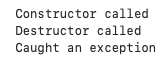 Constructor called
Destructor called
Caught an exception